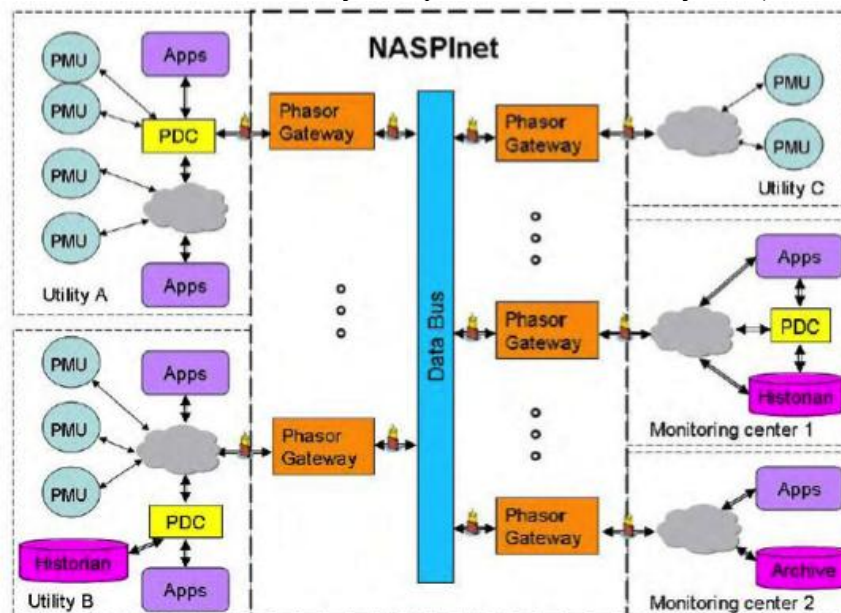 NASPInet
PMU
PMU
PMU
PMU
Apps
PDC
Apps
Utility A
PMU
PMU
PMU
Apps
PDC
Historian
Apps
Utility B
Phasor
Gateway
Phasor
Gateway
Data Bus
Phasor
Gateway
Phasor
Gateway
Phasor
Gateway
PMU
PMU
Utility C
Apps
PDC
Historian
Monitoring center 1
Apps
Archive
Monitoring center 2